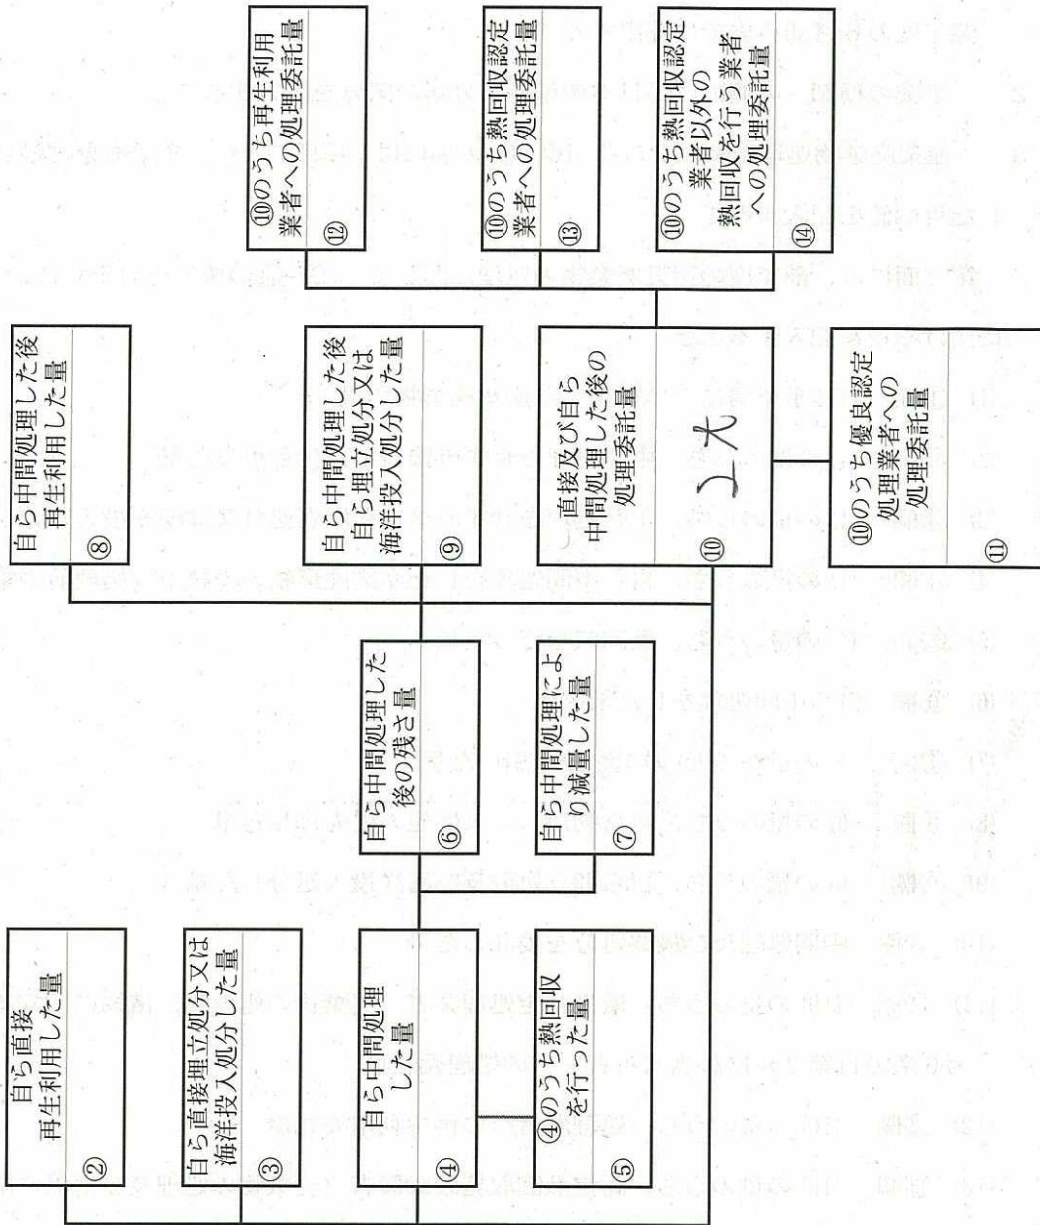 自ら直接
再生利用した量
②
自ら直接埋立処分又は
海洋投入処分した量
③
自ら中間処理
した量
④
④のうち熱回収
を行った量
⑤
自ら中間処理した
後の残さ量
⑥
自ら中間処理によ
り減量した量
⑦
自ら中間処理した後
再生利用した量
⑧
自ら中間処理した後
自ら埋立処分又は
海洋投入処分した量
⑨
直接及び自ら
中間処理した後の
処理委託量
⑩
⑩のうち優良認定
処理業者への
処理委託量
⑪
⑩のうち再生利用
業者への処理委託量
⑫
⑩のうち熱回収認定
業者への処理委託量
⑬
⑩のうち熱回収認定
業者以外の
熱回収を行う業者
への処理委託量
⑭